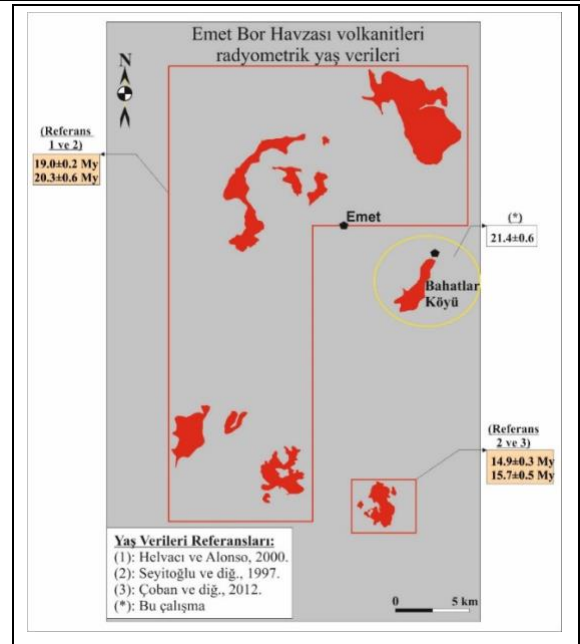 Emet Bor Havzası volkanitleri
radyometrik yaş verileri
N
(Referans
1 ve 2)
19.0±0.2 My
20.3±0.6 My
Emet
(*)
21.4±0.6
Bahatlar
Köyü
(Referans
2 ve 3)
14.9±0.3 My
15.7±0.5 My
Yaş Verileri Referansları:
(1): Helvacı ve Alonso, 2000.
(2): Seyitoğlu ve diğ., 1997.
(3): Çoban ve diğ., 2012.
(*): Bu çalışma
0 5 km